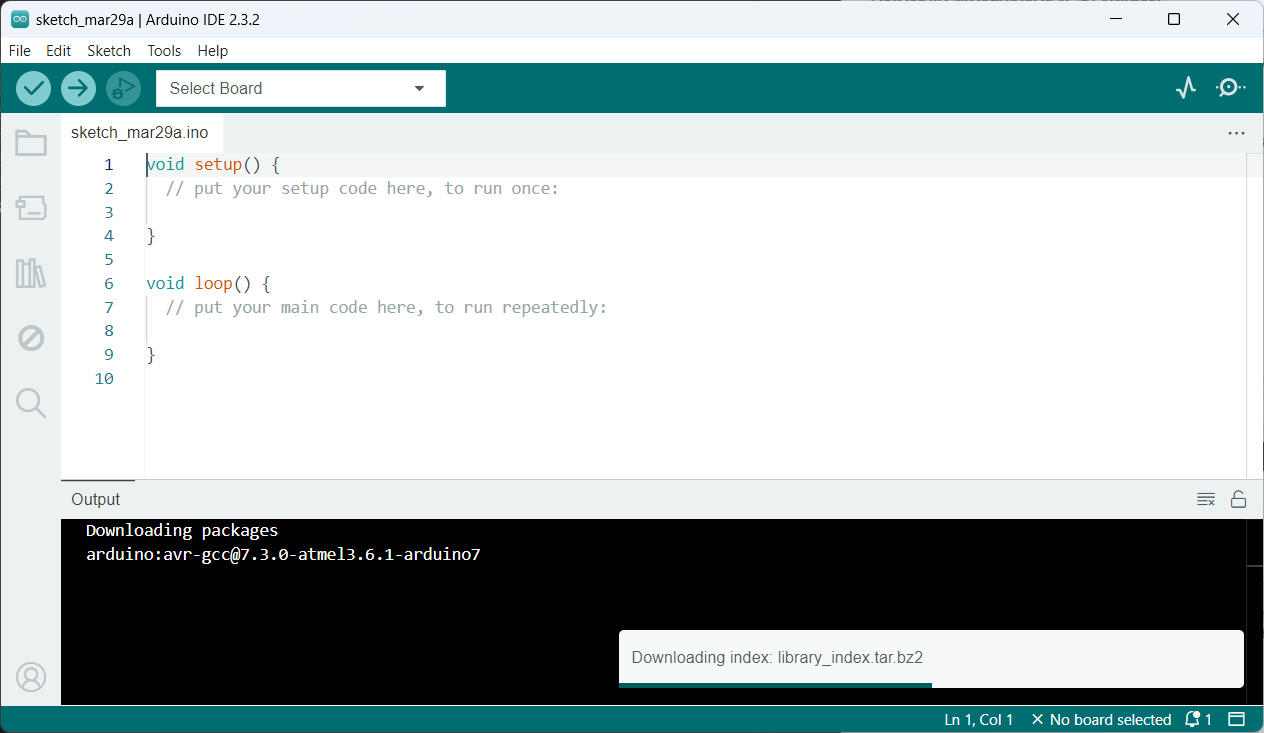 sketch_mar29a | Arduino IDE 2.3.2
File Edit Sketch Tools Help
Select Board
sketch_mar29a.ino
1 void setup() {
2 // put your setup code here, to run once:
3
4 }
5
6 void loop() {
7 // put your main code here, to run repeatedly:
8
9 }
10
Output
Downloading packages
arduino:avr-gcc@7.3.0-atmel3.6.1-arduino7
Downloading index: library_index.tar.bz2
Ln 1, Col 1 No board selected 1